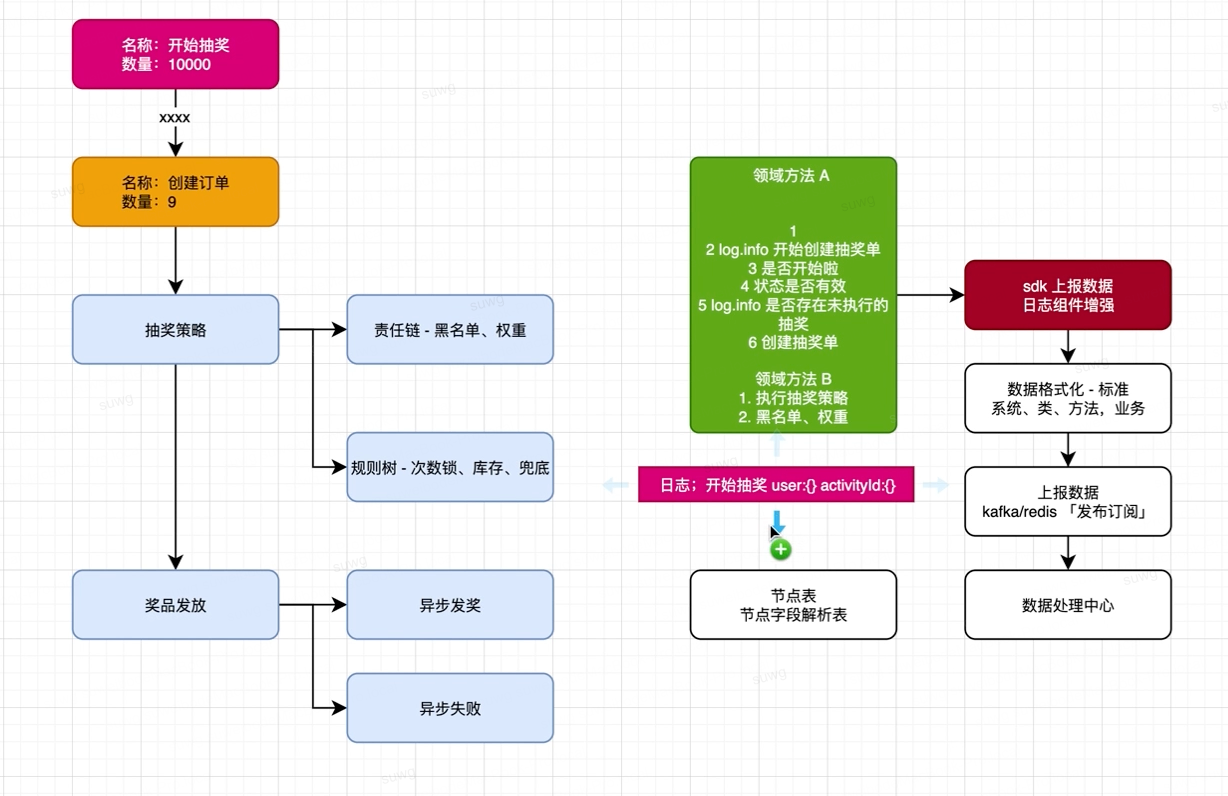 名称：开始抽奖
数量：10000
xxxx
名称：创建订单
数量：9
抽奖策略
责任链 - 黑名单、权重
规则树 - 次数锁、库存、兜底
奖品发放
异步发奖
异步失败
领域方法 A
1
2 log.info 开始创建抽奖单
3 是否开始啦
4 状态是否有效
5 log.info 是否存在未执行的
抽奖
6 创建抽奖单
领域方法 B
1. 执行抽奖策略
2. 黑名单、权重
日志；开始抽奖 user:{} activityId:{}
节点表
节点字段解析表
sdk 上报数据
日志组件增强
数据格式化 - 标准
系统、类、方法，业务
上报数据
kafka/redis 「发布订阅」
数据处理中心
suwg
suwg
suwg
suwg
suwg
suwg
suwg
suwg
suwg
suwg